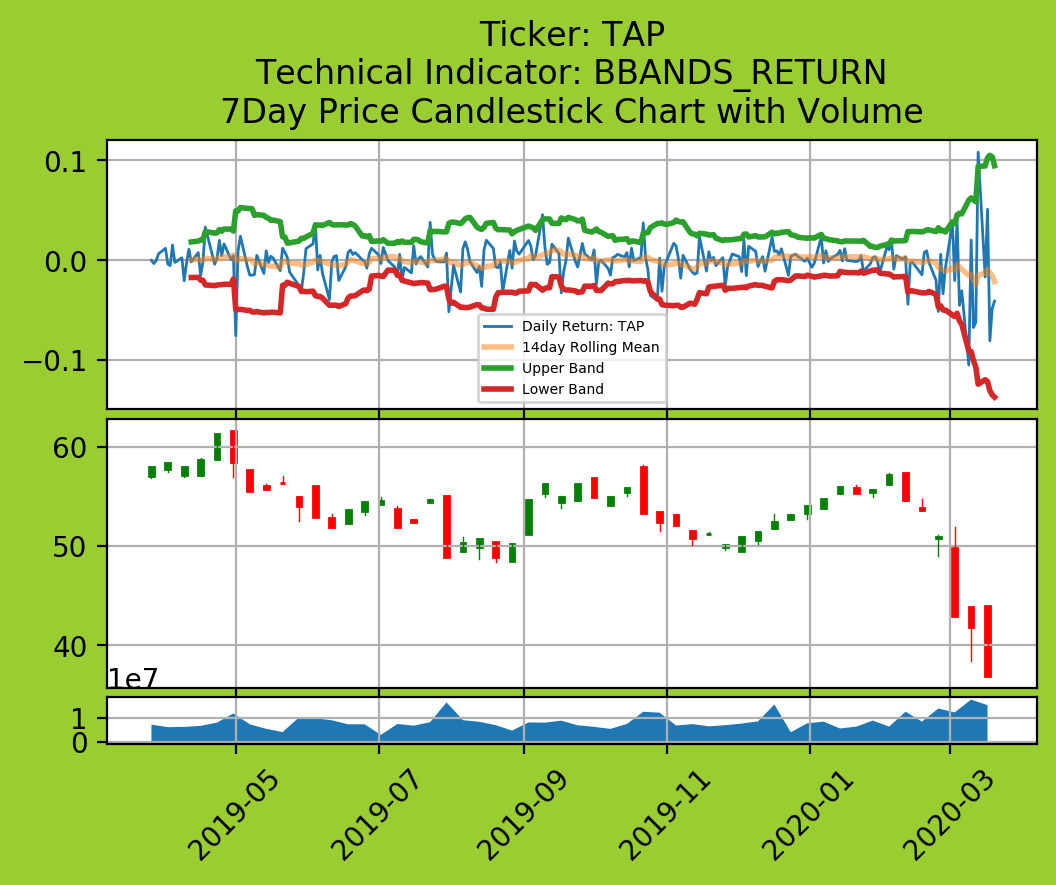 Ticker: TAP
Technical Indicator: BBANDS_RETURN
7Day Price Candlestick Chart with Volume
0.1
0.0
−0.1
Daily Return: TAP
14day Rolling Mean
Upper Band
Lower Band
60
50
40
1e7
1
0
2019-05
2019-07
2019-09
2019-11
2020-01
2020-03